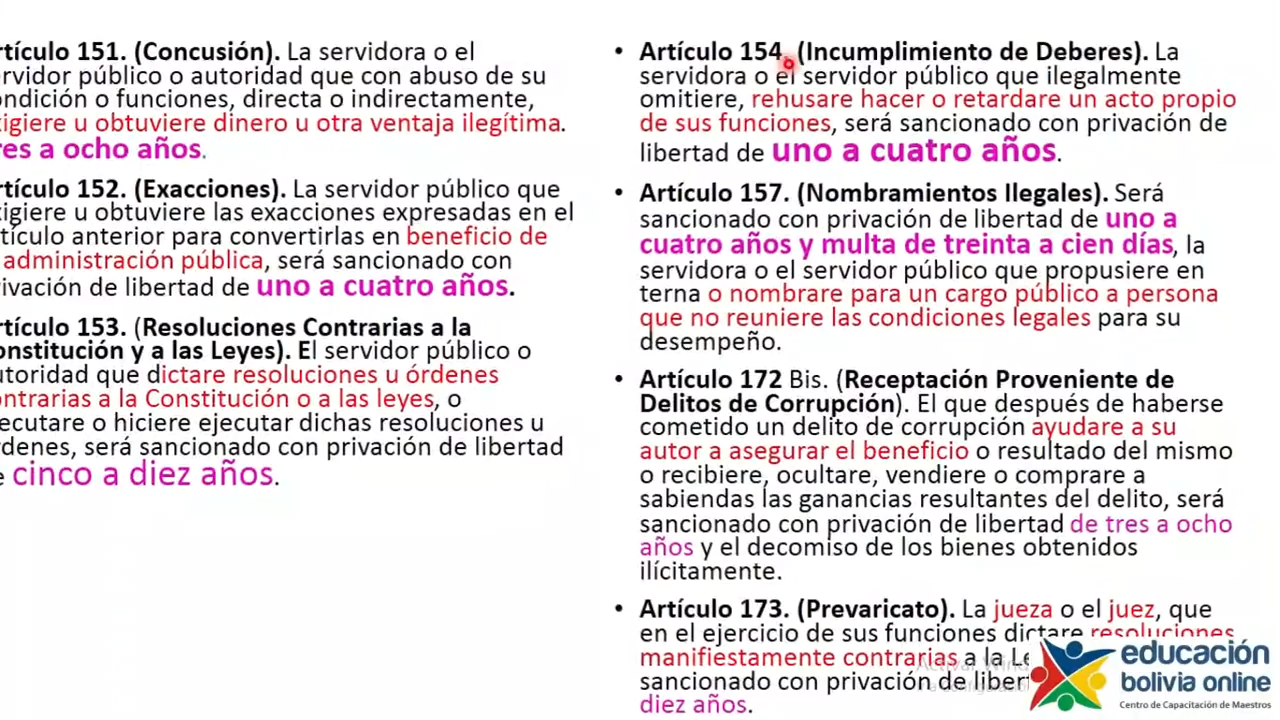 rtículo 151. (Concusión). La servidora o el
ervidor público o autoridad que con abuso de su
ondición o funciones, directa o indirectamente,
xigiere u obtuviere dinero u otra ventaja ilegítima.
res a ocho años.
rtículo 152. (Exacciones). La servidor público que
xigiere u obtuviere las exacciones expresadas en el
rtículo anterior para convertirlas en beneficio de
administración pública, será sancionado con
rivación de libertad de uno a cuatro años.
rtículo 153. (Resoluciones Contrarias a la
onstitución y a las Leyes). El servidor público o
utoridad que dictare resoluciones u órdenes
ontrarias a la Constitución o a las leyes, o
ecutare o hiciere ejecutar dichas resoluciones u
rdenes, será sancionado con privación de libertad
e cinco a diez años.
• Artículo 154. (Incumplimiento de Deberes). La
servidora o el servidor público que ilegalmente
omitiere, rehusare hacer o retardare un acto propio
de sus funciones, será sancionado con privación de
libertad de uno a cuatro años.
• Artículo 157. (Nombramientos Ilegales). Será
sancionado con privación de libertad de uno a
cuatro años y multa de treinta a cien días, la
servidora o el servidor público que propusiere en
terna o nombrare para un cargo público a persona
que no reuniere las condiciones legales para su
desempeño.
• Artículo 172 Bis. (Receptación Proveniente de
Delitos de Corrupción). El que después de haberse
cometido un delito de corrupción ayudare a su
autor a asegurar el beneficio o resultado del mismo
o recibiere, ocultare, vendiere o comprare a
sabiendas las ganancias resultantes del delito, será
sancionado con privación de libertad de tres a ocho
años y el decomiso de los bienes obtenidos
ilícitamente.
• Artículo 173. (Prevaricato). La jueza o el juez, que
en el ejercicio de sus funciones dictare resoluciones
manifiestamente contrarias a la Le
sancionado con privación de libert
diez años.
educación
bolivia online
Centro de Capacitación de Maestros